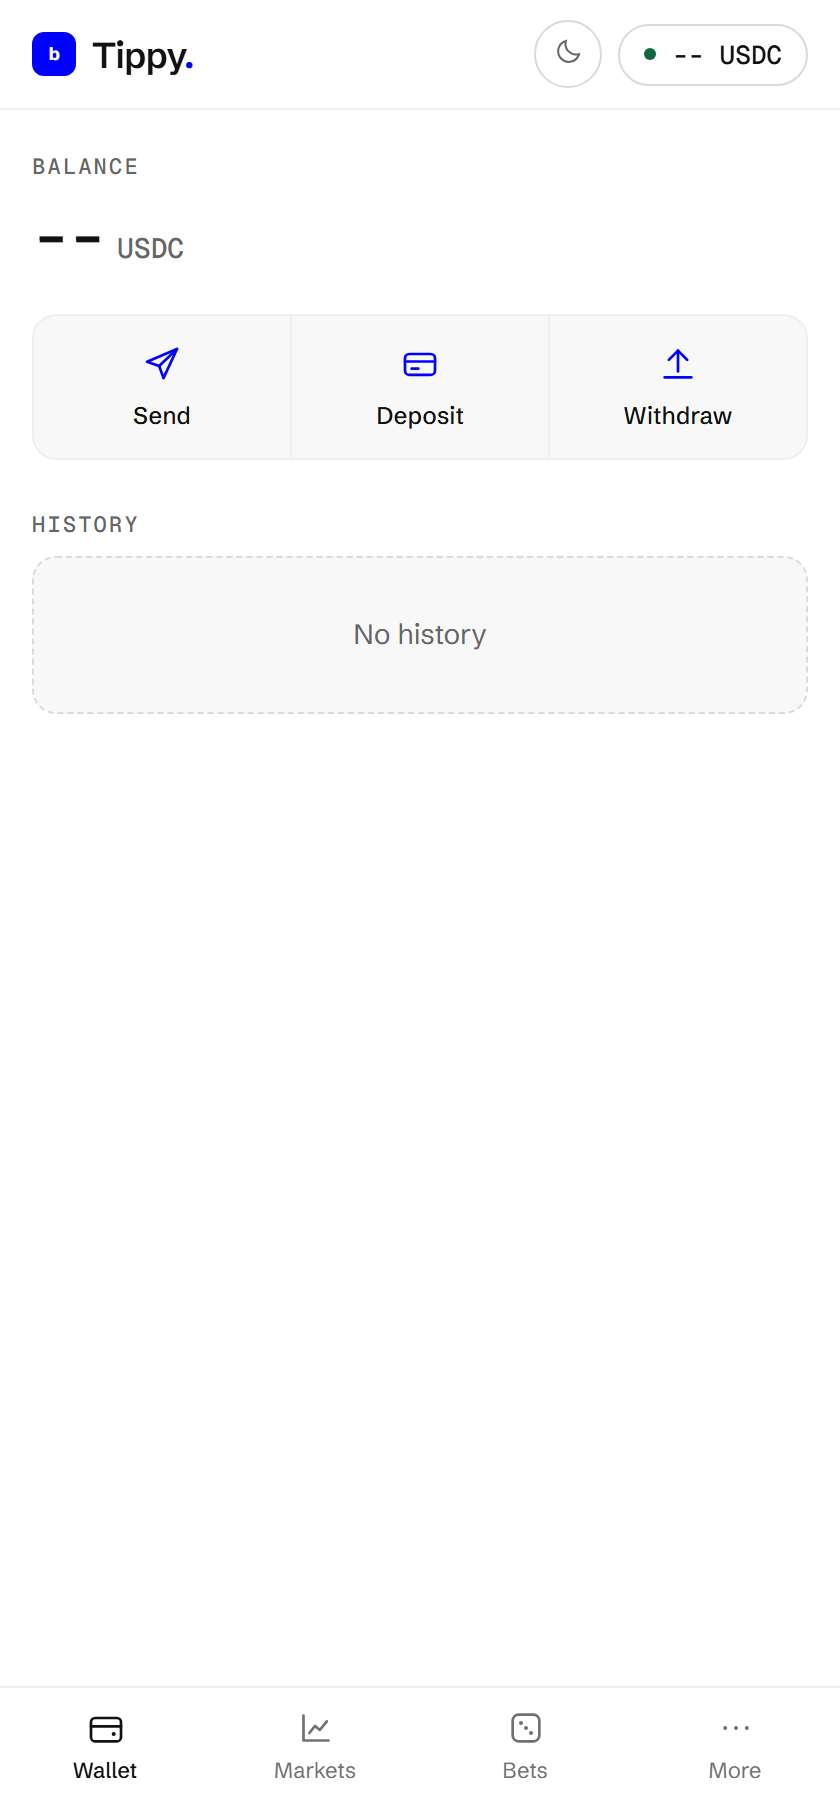 b Tippy. -- USDC
BALANCE
-- USDC
Send Deposit Withdraw
HISTORY
No history
Wallet Markets Bets More